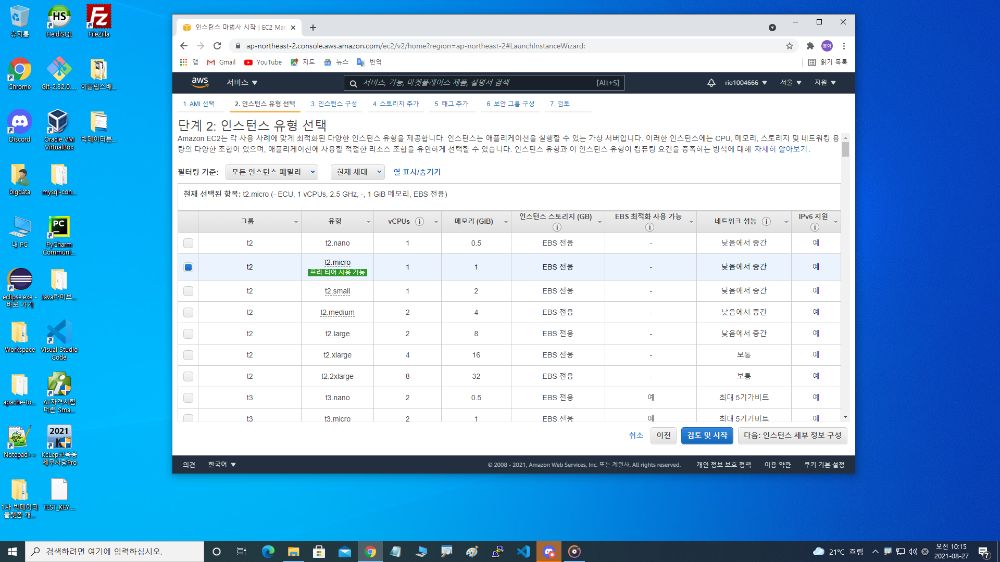 휴지통
HeidiSQL
FileZilla
Chrome
Git-2.32.0....
이클립스배...
Discord
Oracle VM
VirtualBox
빅데이터분...
bigdata
mysql-con...
내 PC
PyCharm
Communi...
eclipse.exe -
바로 가기
Java라이브...
Workspace
Visual Studio
Code
apache-to...
AT자격시험
더존 Sma...
Notepad++
KcLep교육용
세무사랑Pro
1차 빅데이터
플랫폼 개...
TEST_KEY....
인스턴스 마법사 시작 | EC2 Mar
ap-northeast-2.console.aws.amazon.com/ec2/v2/home?region=ap-northeast-2#LaunchInstanceWizard:
병화
앱 Gmail YouTube 지도 뉴스 번역 읽기 목록
aws 서비스 서비스, 기능, 마켓플레이스 제품, 설명서 검색 [Alt+S] rio1004666 서울 지원
1. AMI 선택 2. 인스턴스 유형 선택 3. 인스턴스 구성 4. 스토리지 추가 5. 태그 추가 6. 보안 그룹 구성 7. 검토
단계 2: 인스턴스 유형 선택
Amazon EC2는 각 사용 사례에 맞게 최적화된 다양한 인스턴스 유형을 제공합니다. 인스턴스는 애플리케이션을 실행할 수 있는 가상 서버입니다. 이러한 인스턴스에는 CPU, 메모리, 스토리지 및 네트워킹 용
량의 다양한 조합이 있으며, 애플리케이션에 사용할 적절한 리소스 조합을 유연하게 선택할 수 있습니다. 인스턴스 유형과 이 인스턴스 유형이 컴퓨팅 요건을 충족하는 방식에 대해 자세히 알아보기.
필터링 기준: 모든 인스턴스 패밀리 현재 세대 열 표시/숨기기
현재 선택된 항목: t2.micro (- ECU, 1 vCPUs, 2.5 GHz, -, 1 GiB 메모리, EBS 전용)
그룹 유형 vCPUs 메모리 (GiB) 인스턴스 스토리지 (GB) EBS 최적화 사용 가능 네트워크 성능 IPv6 지원
t2 t2.nano 1 0.5 EBS 전용 - 낮음에서 중간 예
t2 t2.micro 1 1 EBS 전용 - 낮음에서 중간 예
프리 티어 사용 가능
t2 t2.small 1 2 EBS 전용 - 낮음에서 중간 예
t2 t2.medium 2 4 EBS 전용 - 낮음에서 중간 예
t2 t2.large 2 8 EBS 전용 - 낮음에서 중간 예
t2 t2.xlarge 4 16 EBS 전용 - 보통 예
t2 t2.2xlarge 8 32 EBS 전용 - 보통 예
t3 t3.nano 2 0.5 EBS 전용 예 최대 5기가비트 예
t3 t3.micro 2 1 EBS 전용 예 최대 5기가비트 예
취소 이전 검토 및 시작 다음: 인스턴스 세부 정보 구성
의견 한국어 © 2008 - 2021, Amazon Web Services, Inc. 또는 계열사. All rights reserved. 개인 정보 보호 정책 이용 약관 쿠키 기본 설정
검색하려면 여기에 입력하십시오.
21°C 흐림
오전 10:15
2021-08-27
7